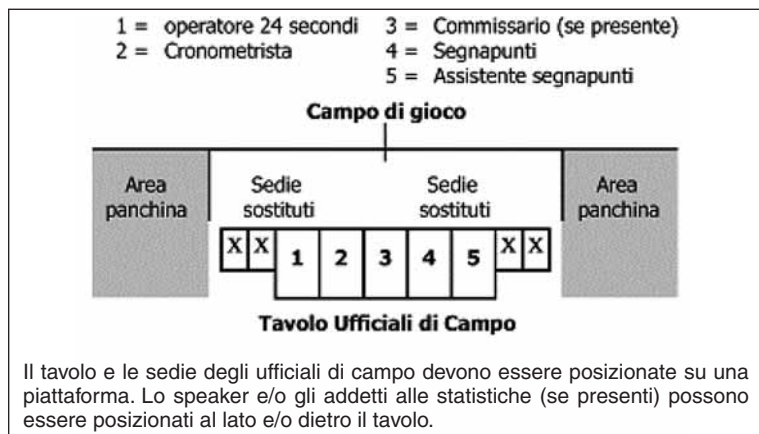 1 = operatore 24 secondi 3 = Commissario (se presente)
2 = Cronometrista 4 = Segnapunti
5 = Assistente segnapunti
Campo di gioco
Area panchina
Sedie sostituti
Sedie sostituti
Area panchina
X X 1 2 3 4 5 X X
Tavolo Ufficiali di Campo
Il tavolo e le sedie degli ufficiali di campo devono essere posizionate su una
piattaforma. Lo speaker e/o gli addetti alle statistiche (se presenti) possono
essere posizionati al lato e/o dietro il tavolo.